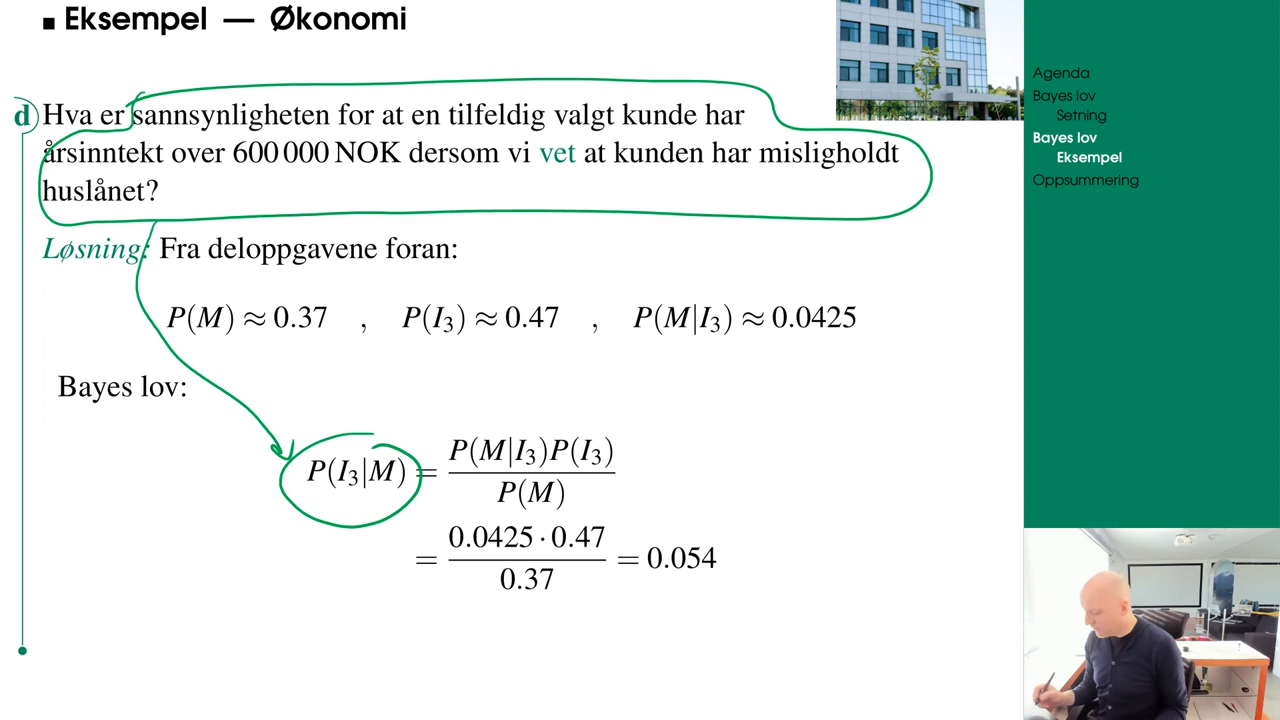 ▪ Eksempel — Økonomi
d Hva er sannsynligheten for at en tilfeldig valgt kunde har
årsinntekt over 600 000 NOK dersom vi vet at kunden har misligholdt
huslånet?
Løsning: Fra deloppgavene foran:
P(M) ≈ 0.37 , P(I₃) ≈ 0.47 , P(M|I₃) ≈ 0.0425
Bayes lov:
P(I₃|M) = P(M|I₃)P(I₃) / P(M)
= 0.0425 · 0.47 / 0.37 = 0.054
Agenda
Bayes lov
Setning
Bayes lov
Eksempel
Oppsummering